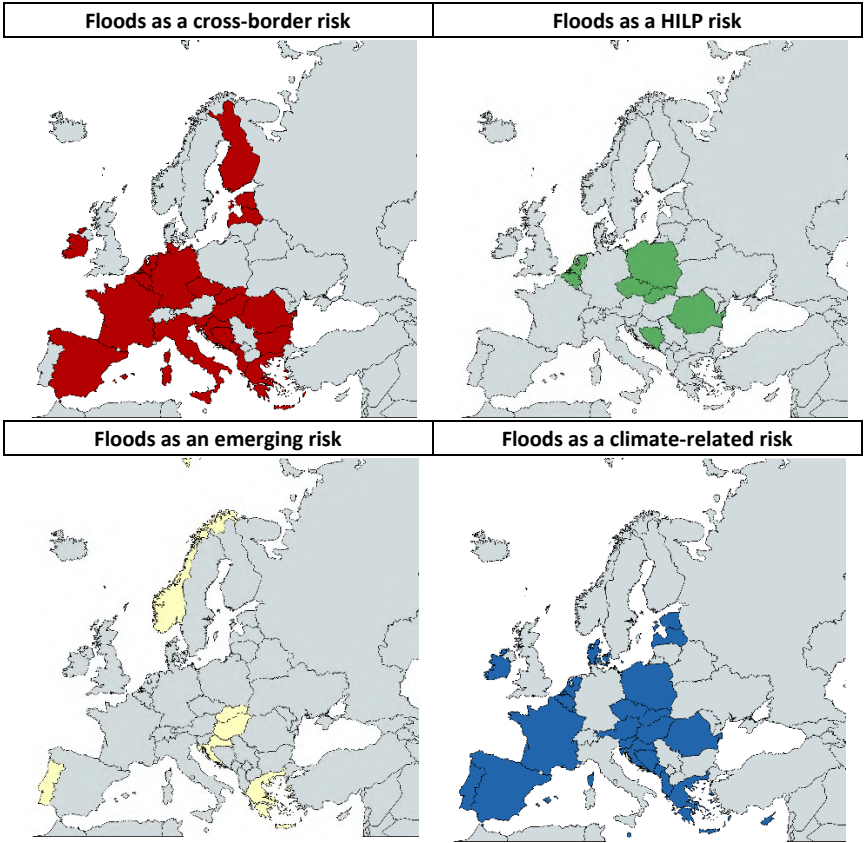 Floods as a cross-border risk
Floods as a HILP risk
Floods as an emerging risk
Floods as a climate-related risk